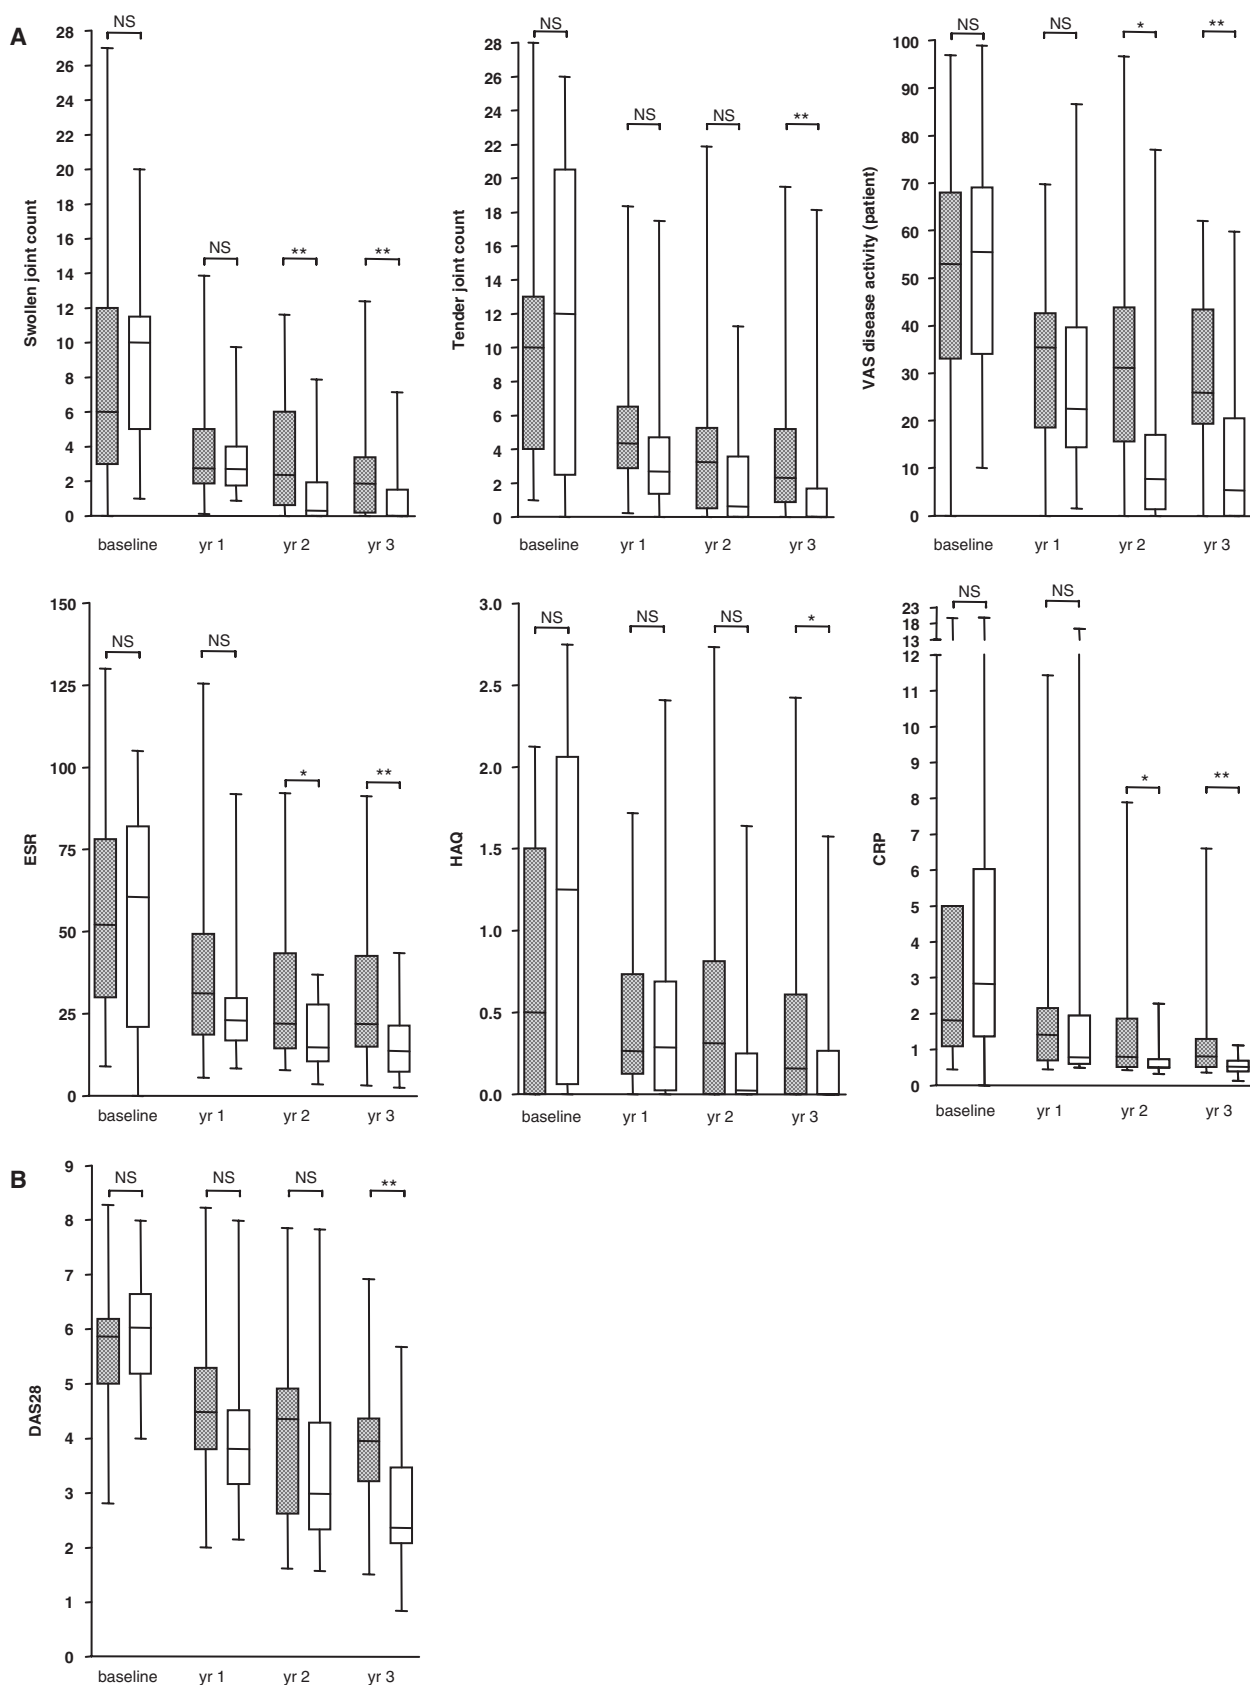 A
NS
NS
**
**
Swollen joint count
28
26
24
22
20
18
16
14
12
10
8
6
4
2
0
baseline
yr 1
yr 2
yr 3
NS
NS
NS
**
Tender joint count
28
26
24
22
20
18
16
14
12
10
8
6
4
2
0
baseline
yr 1
yr 2
yr 3
NS
NS
*
**
VAS disease activity (patient)
100
90
80
70
60
50
40
30
20
10
0
baseline
yr 1
yr 2
yr 3
NS
NS
*
**
ESR
150
125
100
75
50
25
0
baseline
yr 1
yr 2
yr 3
NS
NS
NS
*
HAQ
3.0
2.5
2.0
1.5
1.0
0.5
0.0
baseline
yr 1
yr 2
yr 3
NS
NS
*
**
CRP
23
18
13
12
11
10
9
8
7
6
5
4
3
2
1
0
baseline
yr 1
yr 2
yr 3
B
NS
NS
NS
**
DAS28
9
8
7
6
5
4
3
2
1
0
baseline
yr 1
yr 2
yr 3